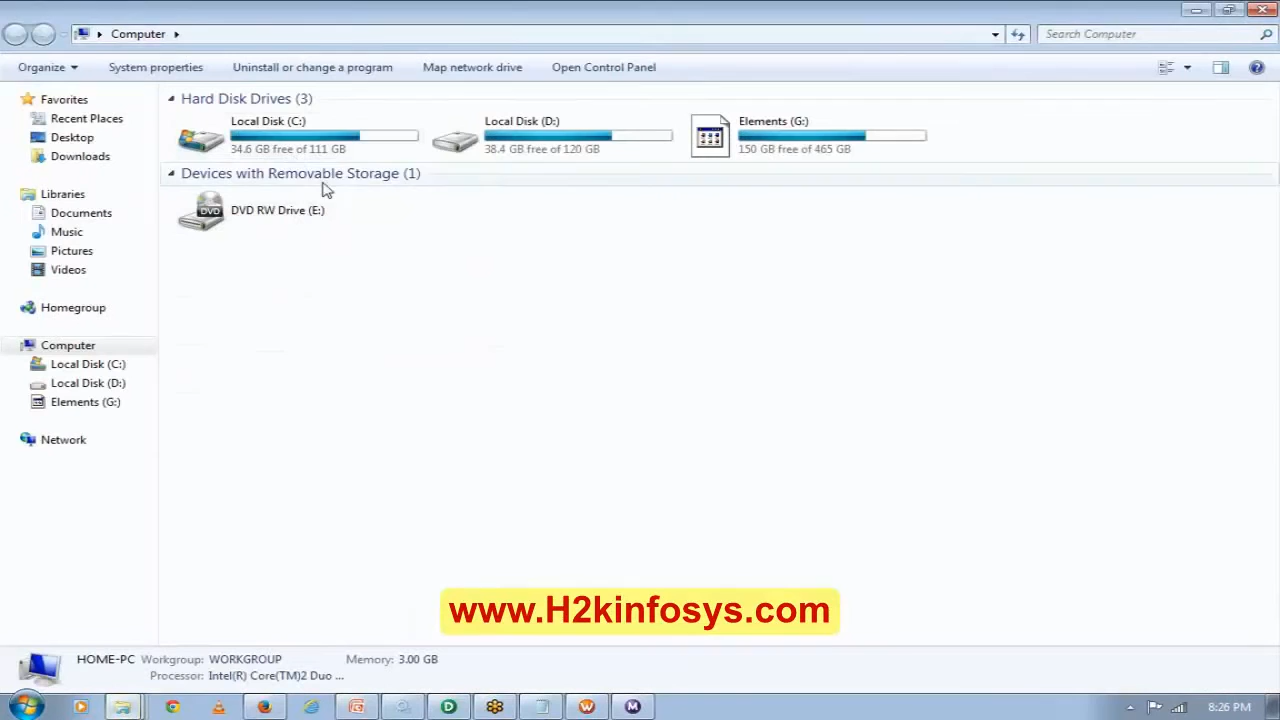 Computer
Search Computer
Organize
System properties
Uninstall or change a program
Map network drive
Open Control Panel
Favorites
Recent Places
Desktop
Downloads
Libraries
Documents
Music
Pictures
Videos
Homegroup
Computer
Local Disk (C:)
Local Disk (D:)
Elements (G:)
Network
Hard Disk Drives (3)
Local Disk (C:)
34.6 GB free of 111 GB
Local Disk (D:)
38.4 GB free of 120 GB
Elements (G:)
150 GB free of 465 GB
Devices with Removable Storage (1)
DVD
DVD RW Drive (E:)
www.H2kinfosys.com
HOME-PC Workgroup: WORKGROUP Memory: 3.00 GB
Processor: Intel(R) Core(TM)2 Duo ...
D
W
M
8:26 PM